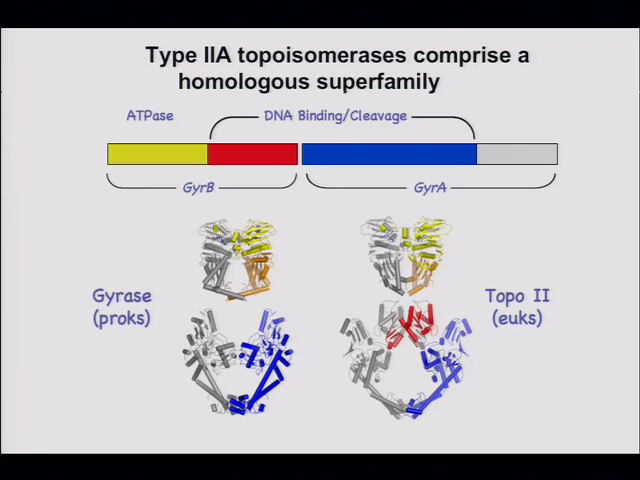 Type IIA topoisomerases comprise a
homologous superfamily
ATPase
DNA Binding/Cleavage
GyrB
GyrA
Gyrase
(proks)
Topo II
(euks)